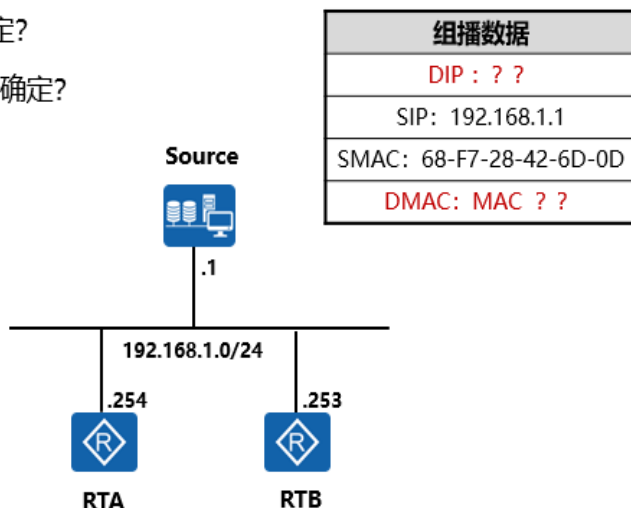 定?
确定?
组播数据
DIP : ? ?
SIP: 192.168.1.1
SMAC: 68-F7-28-42-6D-0D
DMAC: MAC ? ?
Source
.1
192.168.1.0/24
.254
.253
R
R
RTA
RTB